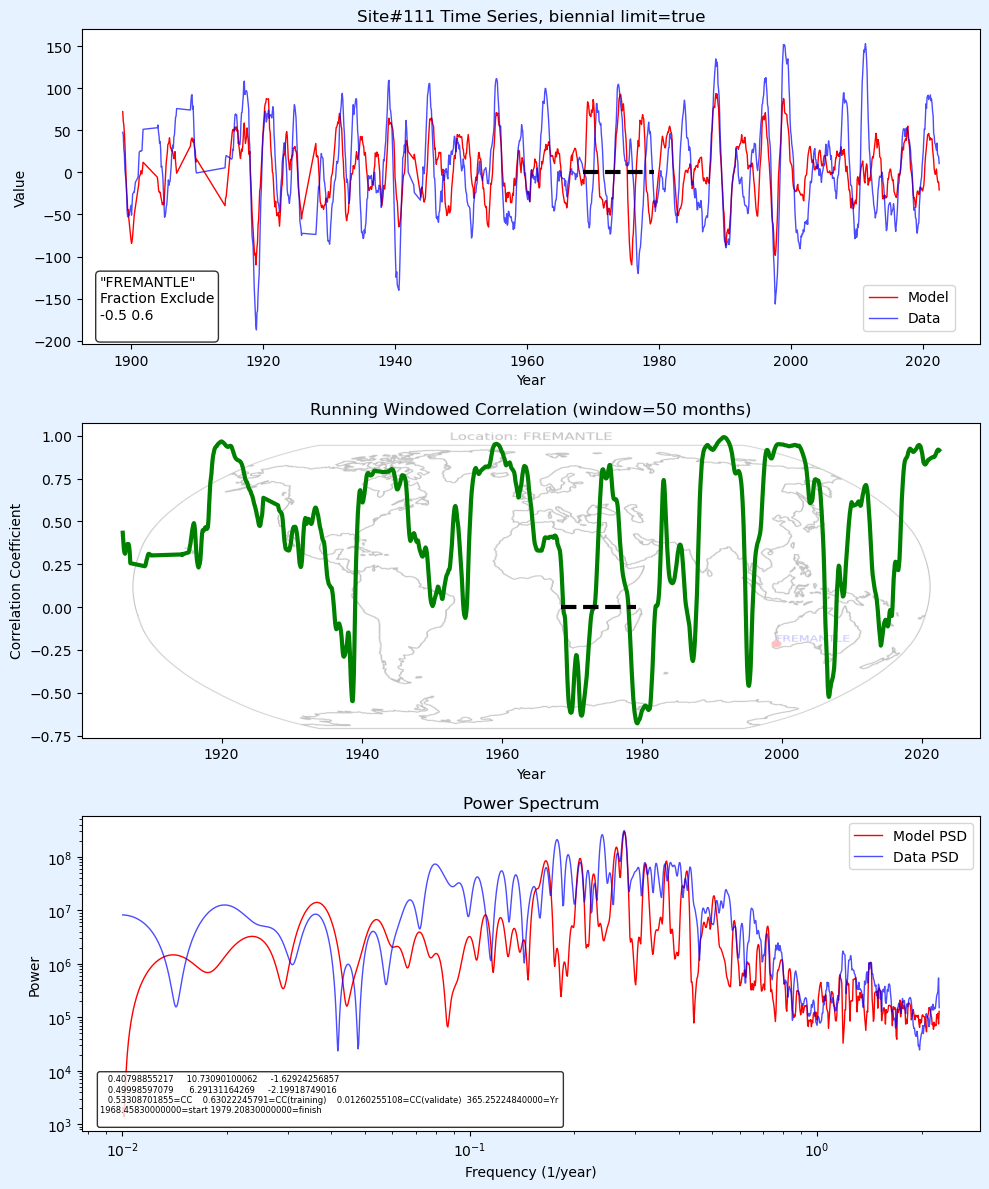 Site#111 Time Series, biennial limit=true
150
100
50
0
−50
−100
−150
−200
Value
"FREMANTLE"
Fraction Exclude
-0.5 0.6
Model
Data
1900
1920
1940
1960
1980
2000
2020
Year
Running Windowed Correlation (window=50 months)
Location: FREMANTLE
1.00
0.75
0.50
0.25
0.00
−0.25
−0.50
−0.75
Correlation Coefficient
FREMANTLE
1920
1940
1960
1980
2000
2020
Year
Power Spectrum
Model PSD
Data PSD
10⁸
10⁷
10⁶
10⁵
10⁴
10³
Power
0.40798855217 10.73090100062 -1.62924256857
0.49998597079 6.29131164269 -2.19918749016
0.53308701855=CC 0.63022245791=CC(training) 0.01260255108=CC(validate) 365.25224840000=Yr
1968.45830000000=start 1979.20830000000=finish
10⁻²
10⁻¹
10⁰
Frequency (1/year)